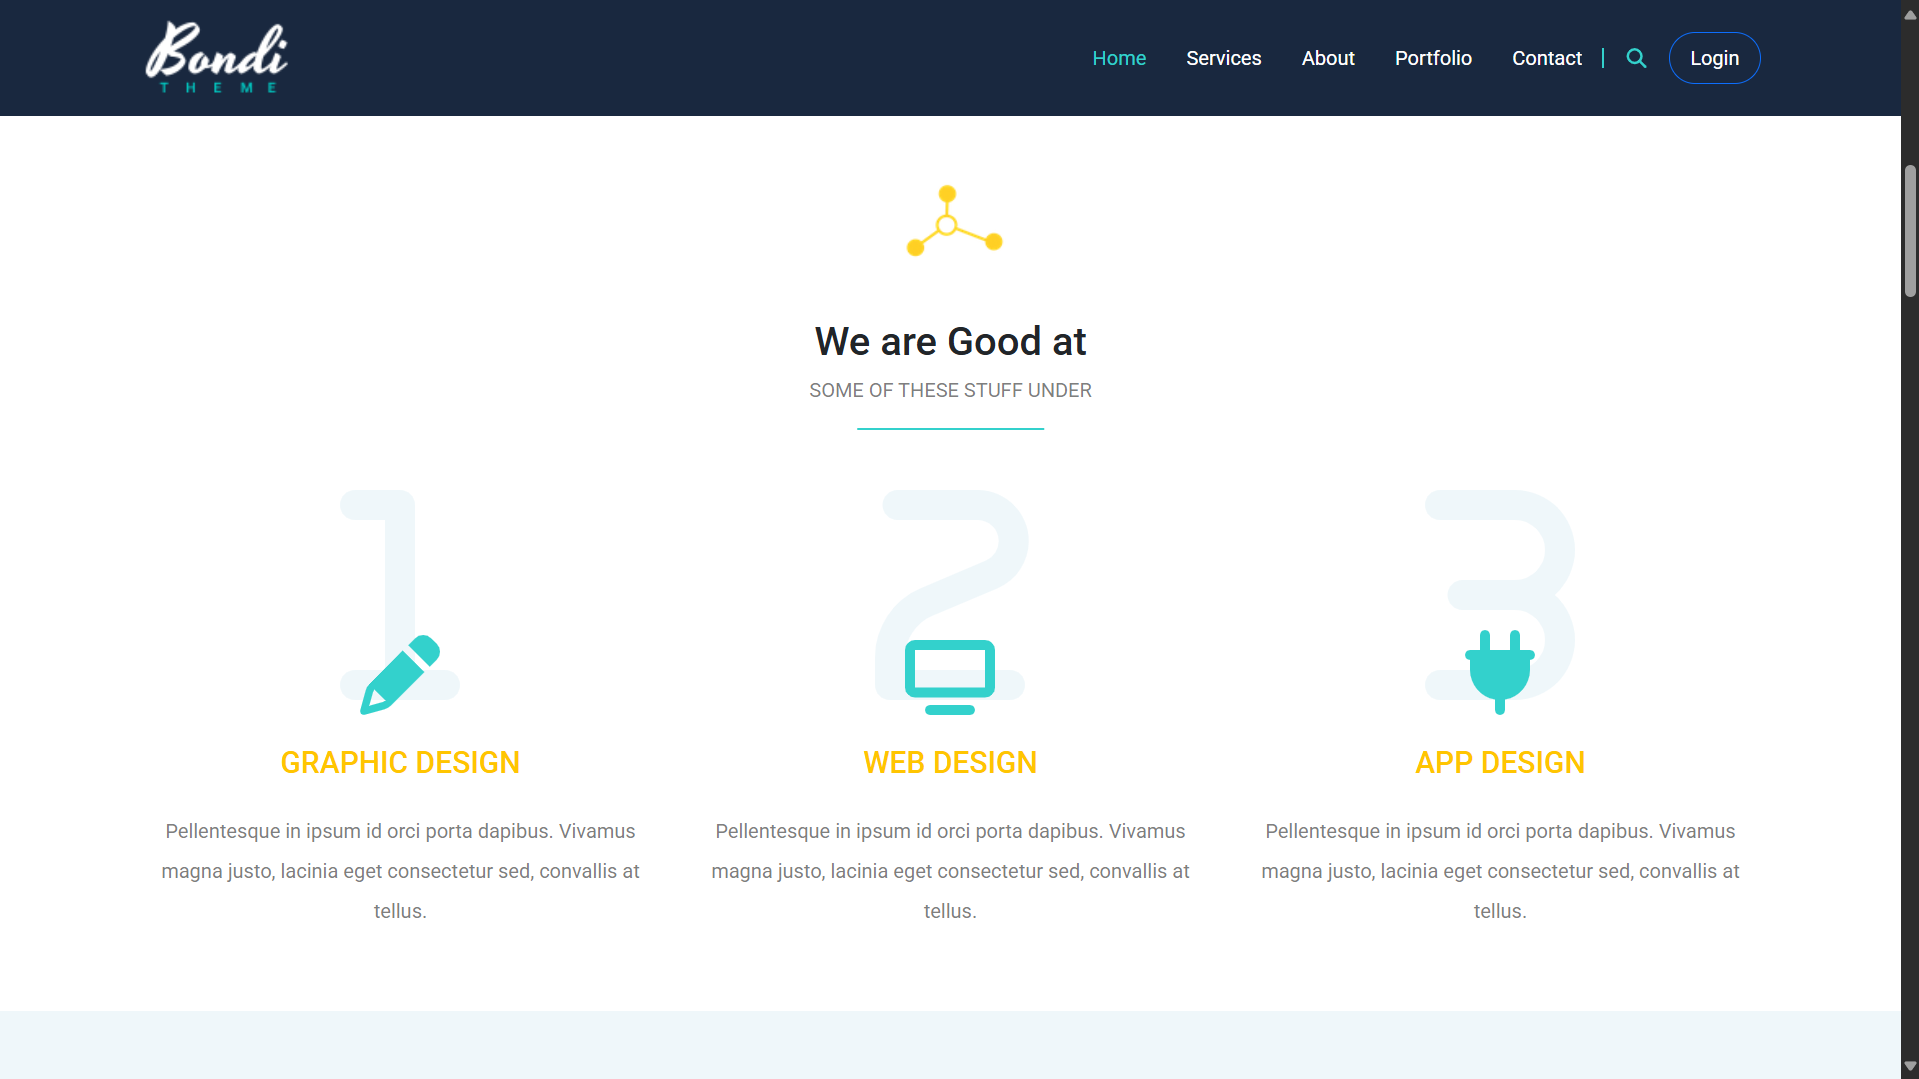 Bondi
THEME
Home
Services
About
Portfolio
Contact
Login
We are Good at
SOME OF THESE STUFF UNDER
1
2
3
GRAPHIC DESIGN
Pellentesque in ipsum id orci porta dapibus. Vivamus
magna justo, lacinia eget consectetur sed, convallis at
tellus.
WEB DESIGN
Pellentesque in ipsum id orci porta dapibus. Vivamus
magna justo, lacinia eget consectetur sed, convallis at
tellus.
APP DESIGN
Pellentesque in ipsum id orci porta dapibus. Vivamus
magna justo, lacinia eget consectetur sed, convallis at
tellus.